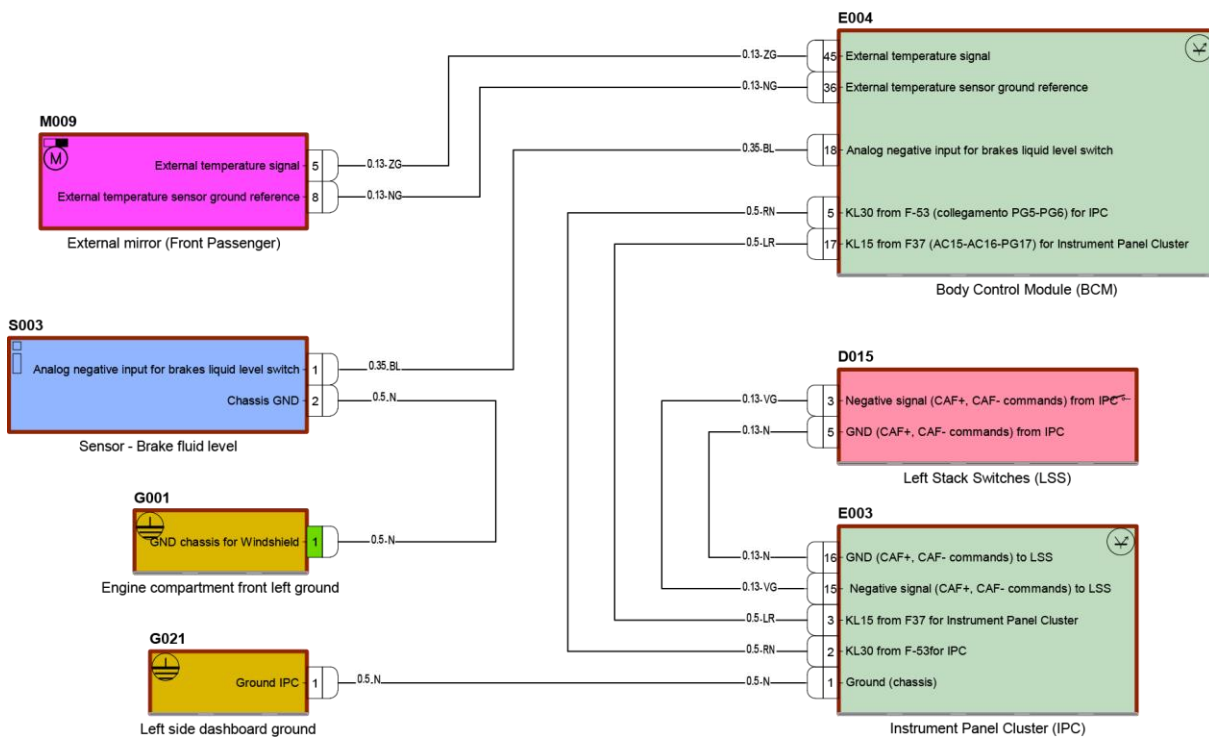 E004
0.13-ZG
45
External temperature signal
0.13-NG
36
External temperature sensor ground reference
M009
M
External temperature signal
5
0.13-ZG
External temperature sensor ground reference
8
0.13-NG
External mirror (Front Passenger)
0.35-BL
18
Analog negative input for brakes liquid level switch
0.5-RN
5
KL30 from F-53 (collegamento PG5-PG6) for IPC
0.5-LR
17
KL15 from F37 (AC15-AC16-PG17) for Instrument Panel Cluster
Body Control Module (BCM)
S003
Analog negative input for brakes liquid level switch
1
0.35.BL
Chassis GND
2
0.5.N
Sensor - Brake fluid level
D015
0.13-VG
3
Negative signal (CAF+, CAF- commands) from IPC
0.13-N
5
GND (CAF+, CAF- commands) from IPC
Left Stack Switches (LSS)
G001
GND chassis for Windshield
1
0.5-N
Engine compartment front left ground
E003
0.13-N
16
GND (CAF+, CAF- commands) to LSS
0.13-VG
15
Negative signal (CAF+, CAF- commands) to LSS
0.5-LR
3
KL15 from F37 for Instrument Panel Cluster
0.5-RN
2
KL30 from F-53for IPC
G021
Ground IPC
1
0.5.N
0.5-N
1
Ground (chassis)
Left side dashboard ground
Instrument Panel Cluster (IPC)